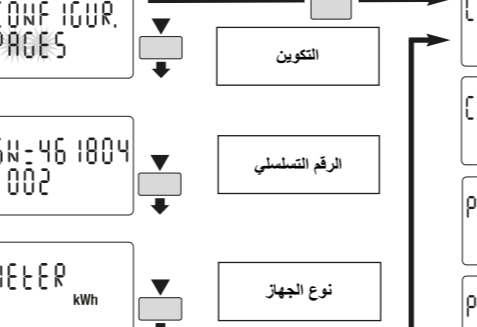 CONFIGUR.
PAGES
التكوين
SN=461804
002
الرقم التسلسلي
METER
kWh
نوع الجهاز